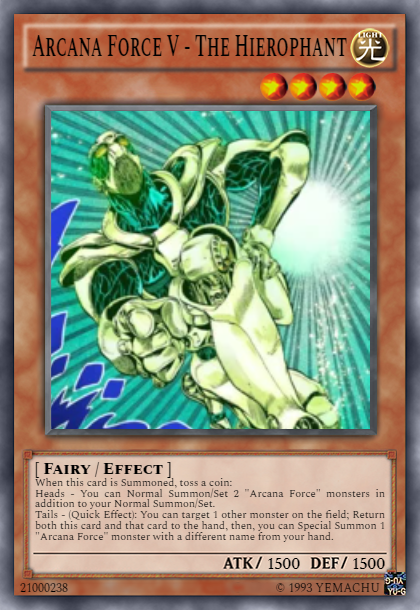 ARCANA FORCE V - THE HIEROPHANT
LIGHT
光
[ FAIRY / EFFECT ]
When this card is Summoned, toss a coin:
Heads - You can Normal Summon/Set 2 "Arcana Force" monsters in
addition to your Normal Summon/Set.
Tails - (Quick Effect): You can target 1 other monster on the field; Return
both this card and that card to the hand, then, you can Special Summon 1
"Arcana Force" monster with a different name from your hand.
ATK/ 1500 DEF/ 1500
21000238
© 1993 YEMACHU
YU-G